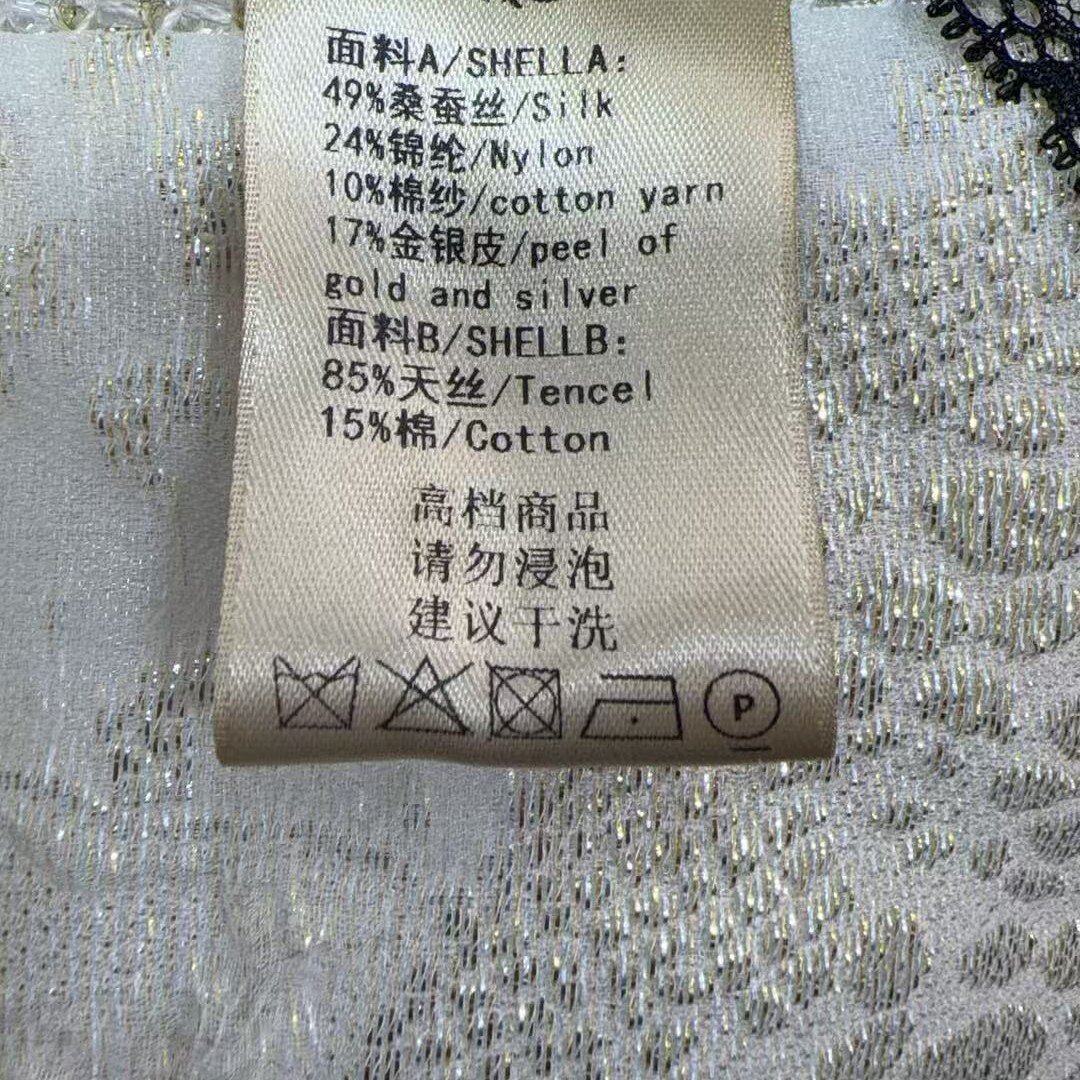 面料A/SHELLA:
49%桑蚕丝/Silk
24%锦纶/Nylon
10%棉纱/cotton yarn
17%金银皮/peel of
gold and silver
面料B/SHELLB:
85%天丝/Tencel
15%棉/Cotton
高档商品
请勿浸泡
建议干洗
P